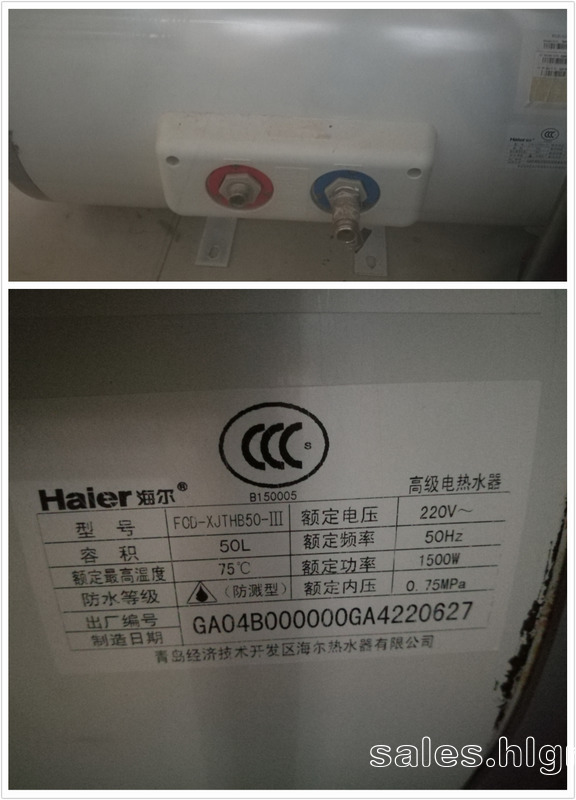 Haier
CCC S
B150005
Haier海尔®
高级电热水器
型号 FCD-XJTHB50-III 额定电压 220V～
容积 50L 额定频率 50Hz
额定最高温度 75℃ 额定功率 1500W
防水等级 (防溅型) 额定内压 0.75MPa
出厂编号 GA04B000000GA4220627
制造日期
青岛经济技术开发区海尔热水器有限公司
sales.hlgr